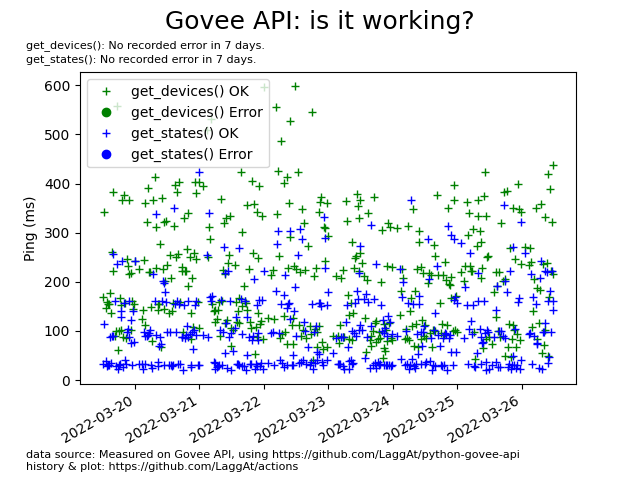 Govee API: is it working?
get_devices(): No recorded error in 7 days.
get_states(): No recorded error in 7 days.
get_devices() OK
get_devices() Error
get_states() OK
get_states() Error
Ping (ms)
600
500
400
300
200
100
0
2022-03-20
2022-03-21
2022-03-22
2022-03-23
2022-03-24
2022-03-25
2022-03-26
data source: Measured on Govee API, using https://github.com/LaggAt/python-govee-api
history & plot: https://github.com/LaggAt/actions